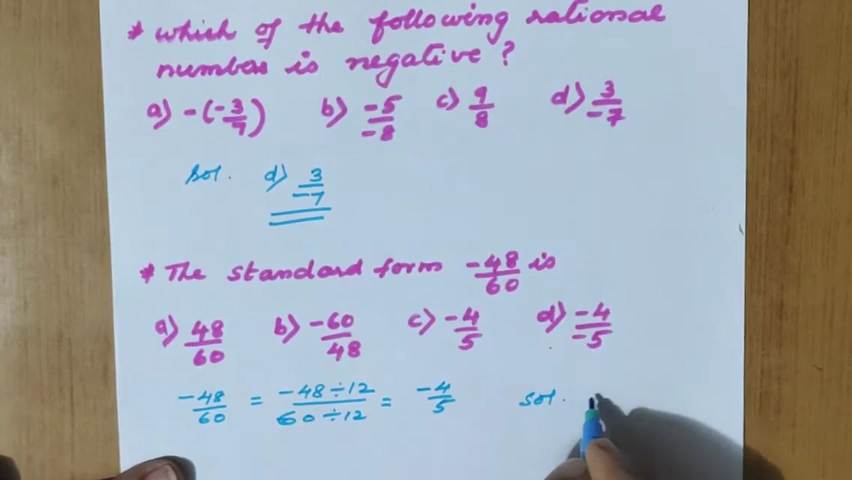 * which of the following rational
numbar is negative ?
a) -(-3/7) b) -5/-8 c) 9/8 d) 3/-7
sol. d) 3/-7
* The standard form -48/60 is
a) 48/60 b) -60/48 c) -4/5 d) -4/-5
-48/60 = -48÷12/60÷12 = -4/5 sol.